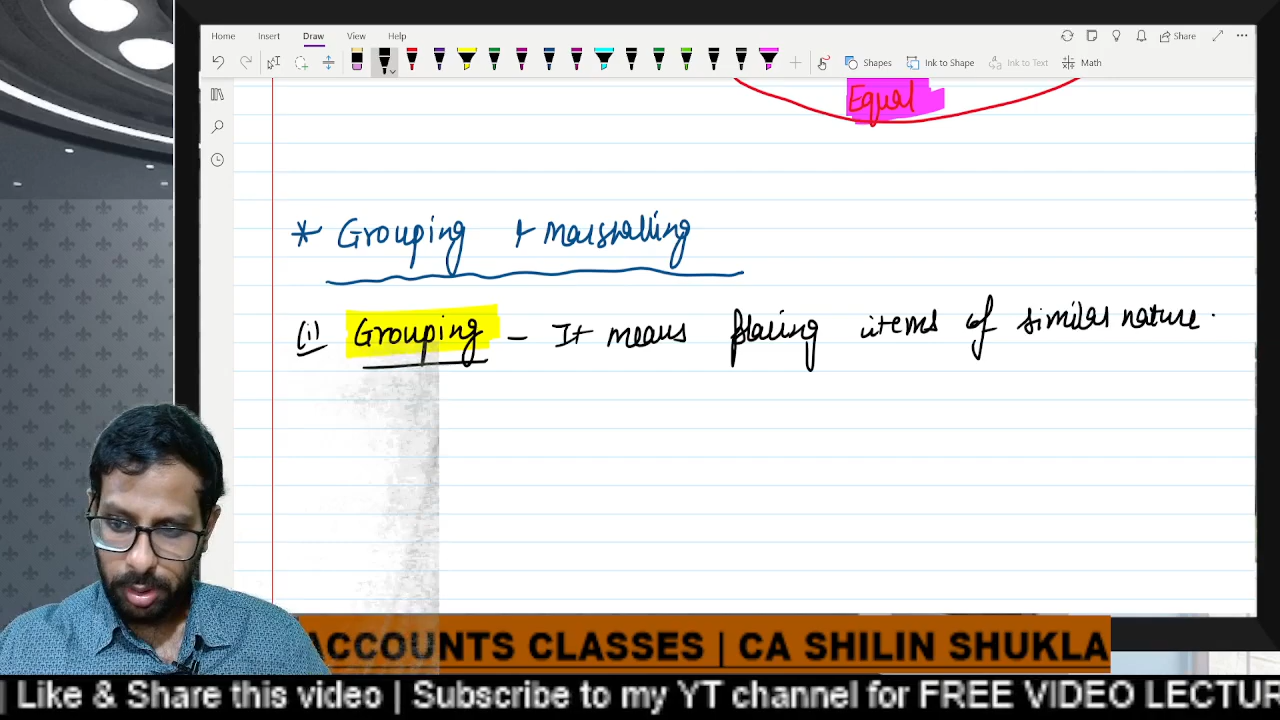 Home Insert Draw View Help Share
Shapes Ink to Shape Ink to Text Math
Equal
* Grouping & Marshalling
(i) Grouping - It means placing items of similar nature.
ACCOUNTS CLASSES | CA SHILIN SHUKLA
| Like & Share this video | Subscribe to my YT channel for FREE VIDEO LECTUR